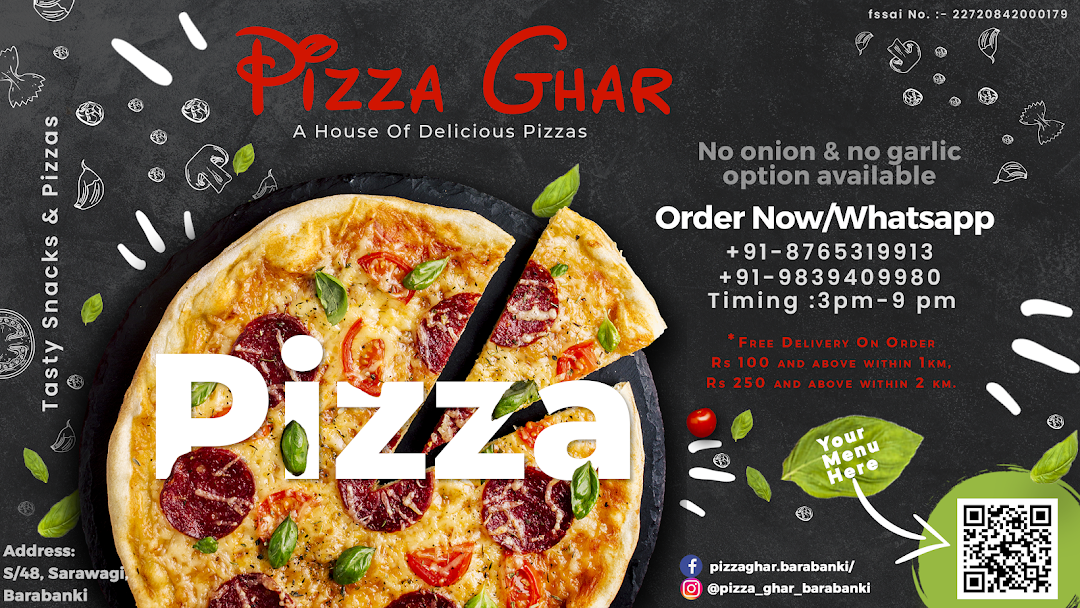 fssai No. :- 22720842000179
Pizza Ghar
A House Of Delicious Pizzas
Tasty Snacks & Pizzas
No onion & no garlic
option available
Order Now/Whatsapp
+91-8765319913
+91-9839409980
Timing :3pm-9 pm
*Free Delivery On Order
Rs 100 and above within 1km,
Rs 250 and above within 2 km.
Pizza
Your
Menu
Here
Address:
S/48, Sarawagi,
Barabanki
pizzaghar.barabanki/
@pizza_ghar_barabanki